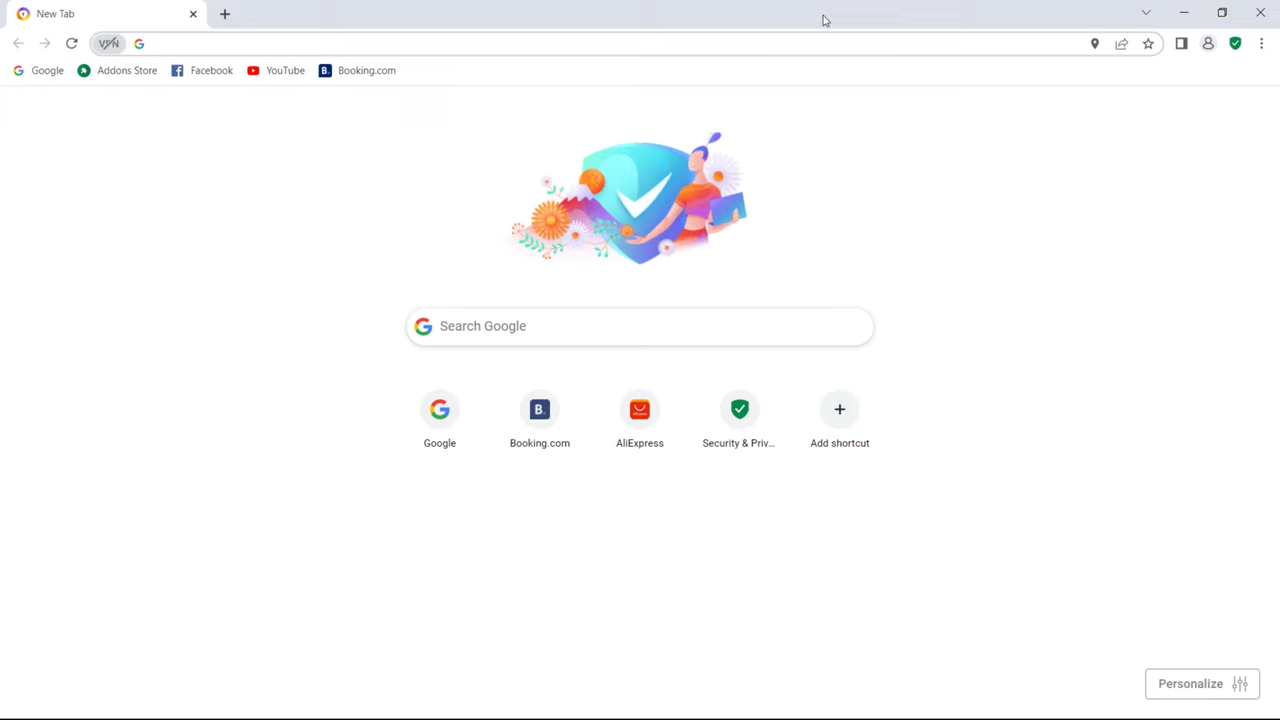 New Tab
VPN
Google
Addons Store
Facebook
YouTube
B.
Booking.com
Search Google
B.
Google
Booking.com
AliExpress
Security & Priv...
Add shortcut
Personalize